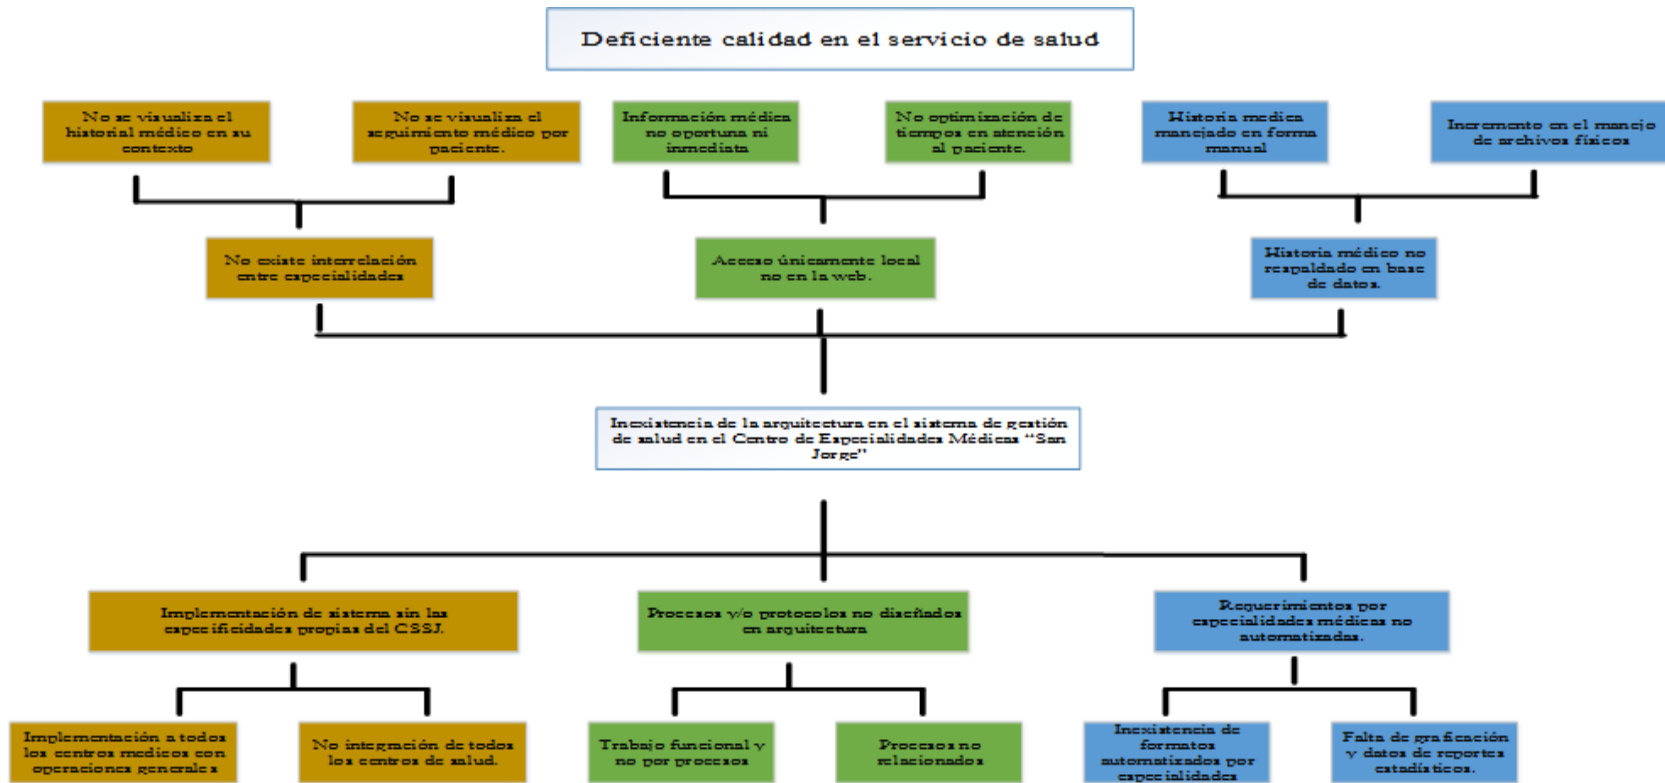 Deficiente calidad en el servicio de salud
No se visualiza el
historial médico en su
contexto
No se visualiza el
seguimiento médico por
paciente.
Información médica
no oportuna ni
inmediata
No optimización de
tiempos en atención
al paciente.
Historia medica
manejado en forma
manual
Incremento en el manejo
de archivos físicos
No existe interrelación
entre especialidades
Acceso únicamente local
no en la web.
Historia médico no
respaldado en base
de datos.
Inexistencia de la arquitectura en el sistema de gestión
de salud en el Centro de Especialidades Médicas “San
Jorge”
Implementación de sistema sin las
especificidades propias del CSSJ.
Procesos y/o protocolos no diseñados
en arquitectura
Requerimientos por
especialidades médicas no
automatizadas.
Implementación a todos
los centros medicos con
operaciones generales
No integración de todos
los centros de salud.
Trabajo funcional y
no por procesos
Procesos no
relacionados
Inexistencia de
formatos
automatizados por
especialidades
Falta de graficación
y datos de reportes
estadísticos.